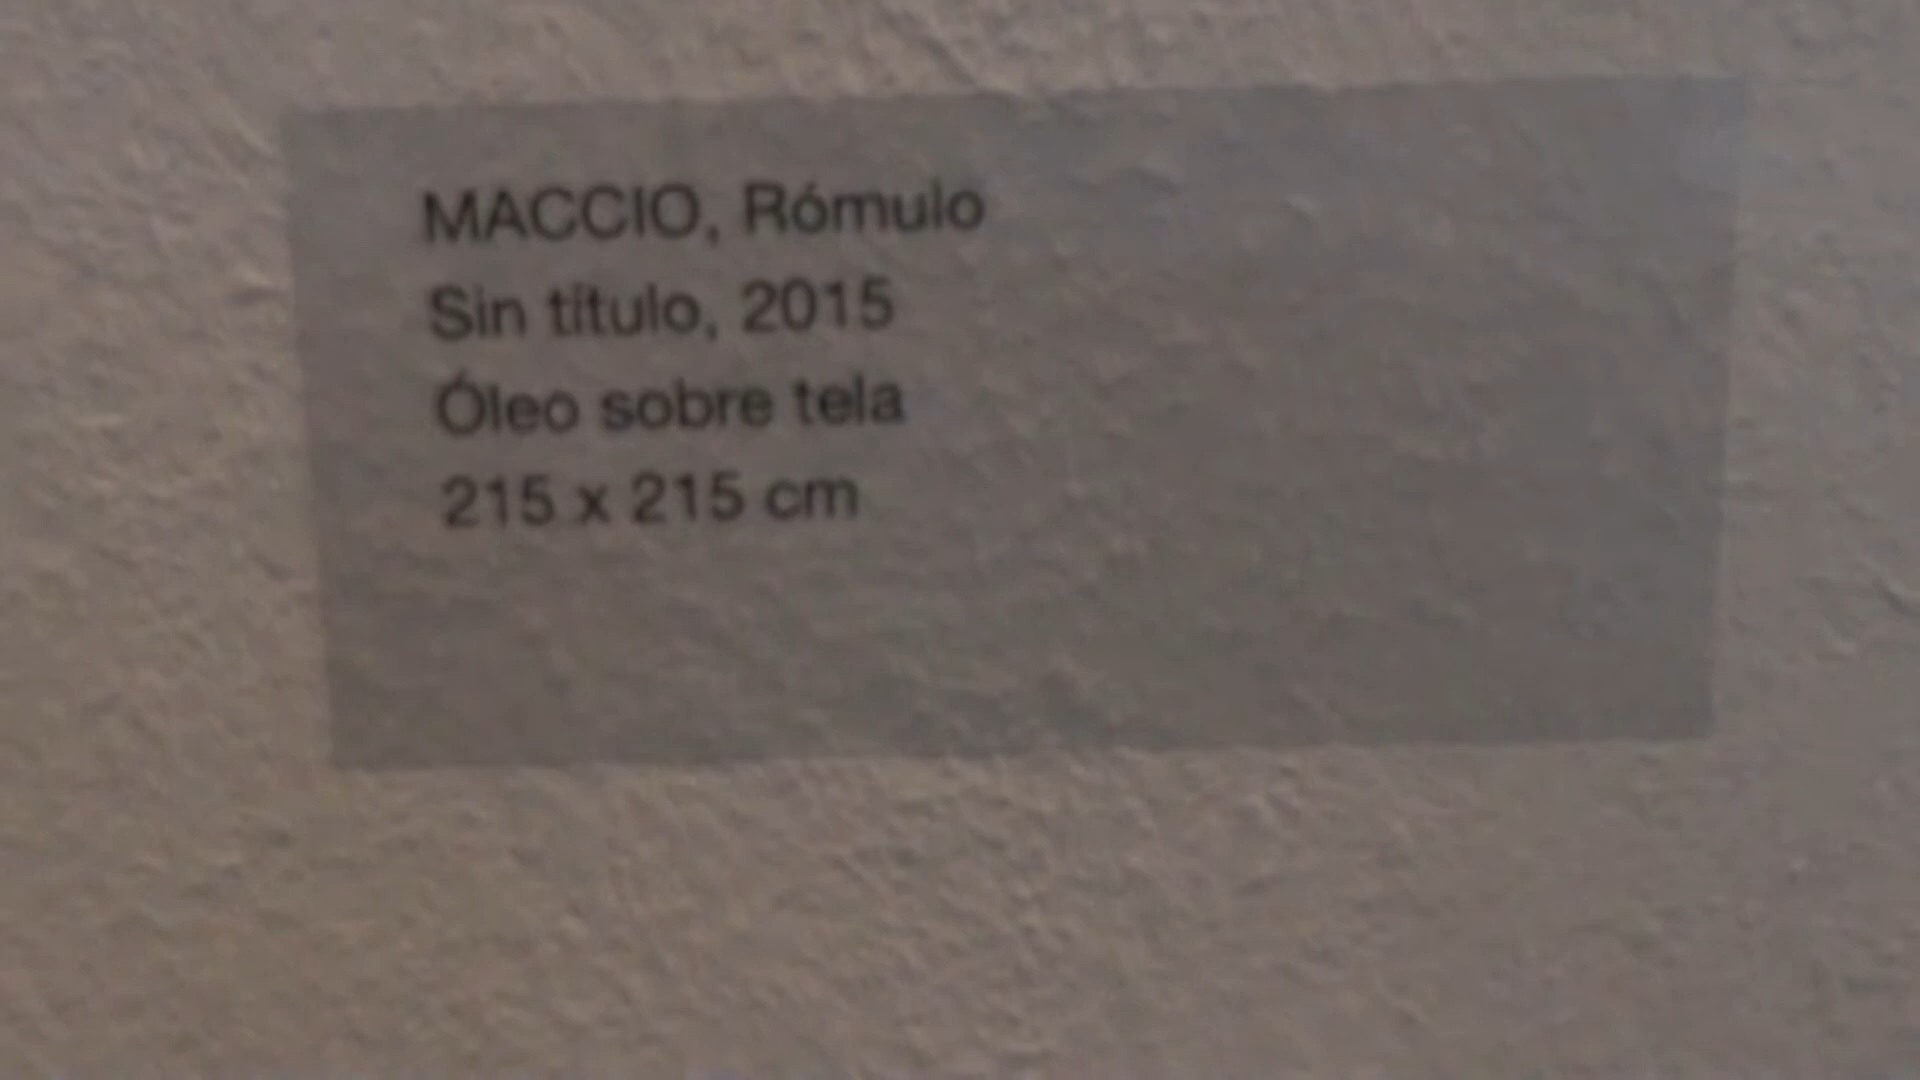 MACCIO, Rómulo
Sin título, 2015
Óleo sobre tela
215 x 215 cm